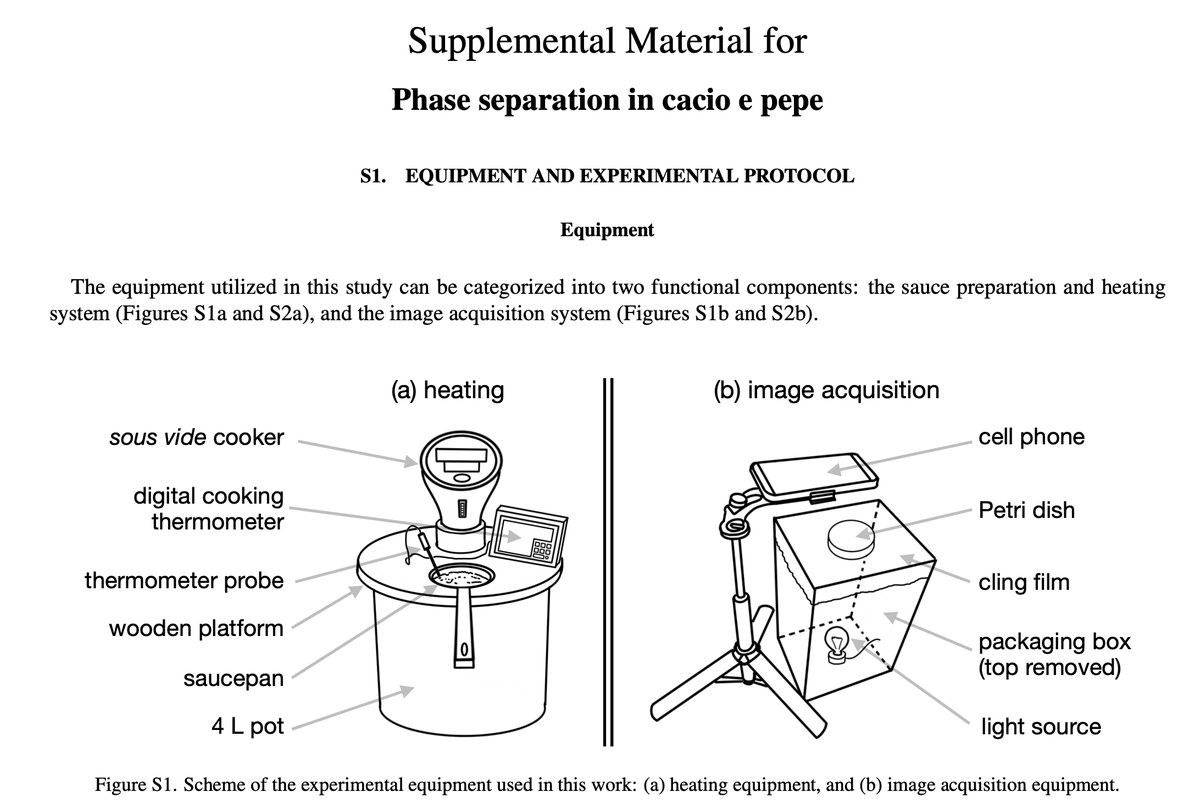 Supplemental Material for
Phase separation in cacio e pepe
S1. EQUIPMENT AND EXPERIMENTAL PROTOCOL
Equipment
The equipment utilized in this study can be categorized into two functional components: the sauce preparation and heating
system (Figures S1a and S2a), and the image acquisition system (Figures S1b and S2b).
(a) heating
sous vide cooker
digital cooking
thermometer
thermometer probe
wooden platform
saucepan
4 L pot
(b) image acquisition
cell phone
Petri dish
cling film
packaging box
(top removed)
light source
Figure S1. Scheme of the experimental equipment used in this work: (a) heating equipment, and (b) image acquisition equipment.